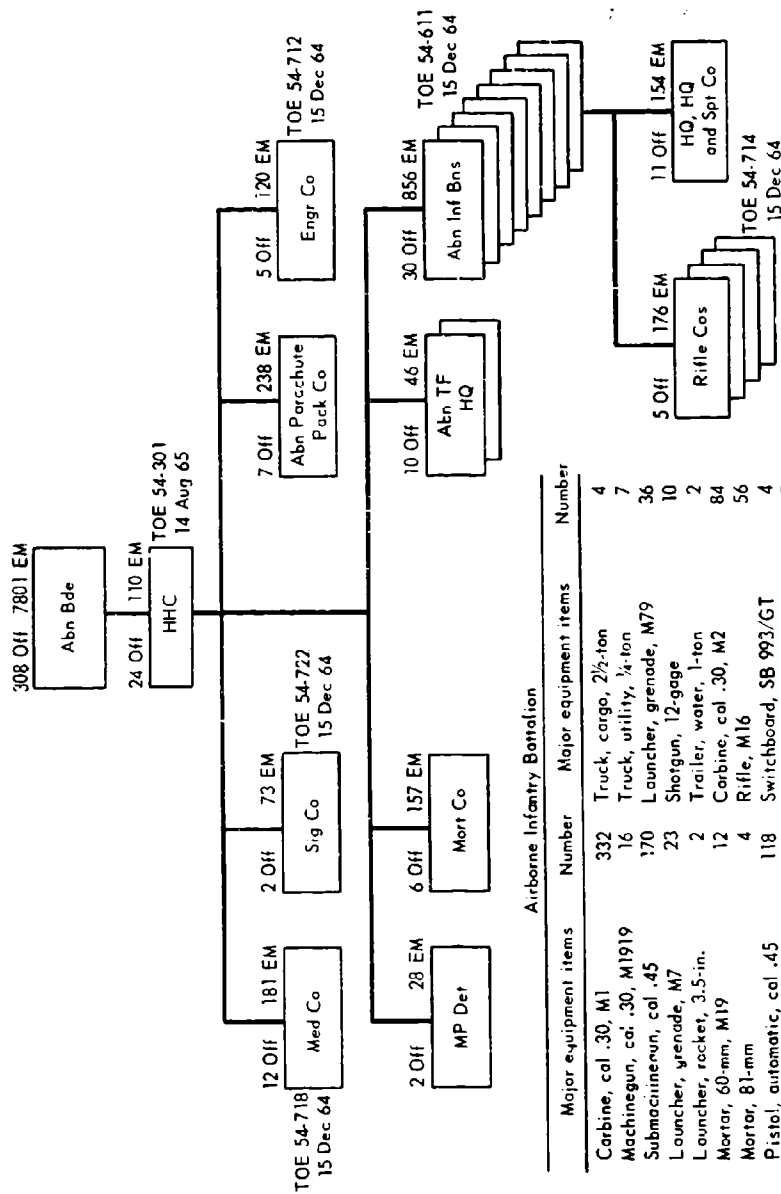 308 Off 7801 EM
Abn Bde
24 Off 110 EM
HHC
TOE 54-301
14 Aug 65
12 Off 181 EM
Med Co
TOE 54-718
15 Dec 64
2 Off 73 EM
Sig Co
TOE 54-722
15 Dec 64
7 Off 238 EM
Abn Parachute
Pack Co
5 Off 120 EM
Engr Co
TOE 54-712
15 Dec 64
2 Off 28 EM
MP Det
6 Off 157 EM
Mort Co
10 Off 46 EM
Abn TF
HQ
30 Off 856 EM
Abn Inf Bns
TOE 54-611
15 Dec 64
5 Off 176 EM
Rifle Cos
TOE 54-714
15 Dec 64
11 Off 154 EM
HQ, HQ
and Spt Co
Airborne Infantry Battalion
Major equipment items Number Major equipment items Number
Carbine, cal .30, M1 332 Truck, cargo, 2½-ton 4
Machinegun, cal .30, M1919 16 Truck, utility, ¼-ton 7
Submachinegun, cal .45 170 Launcher, grenade, M79 36
Launcher, grenade, M7 23 Shotgun, 12-gage 10
Launcher, rocket, 3.5-in. 2 Trailer, water, 1-ton 2
Mortar, 60-mm, M19 12 Carbine, cal .30, M2 84
Mortar, 81-mm 4 Rifle, M16 56
Pistol, automatic, cal .45 118 Switchboard, SB 993/GT 4